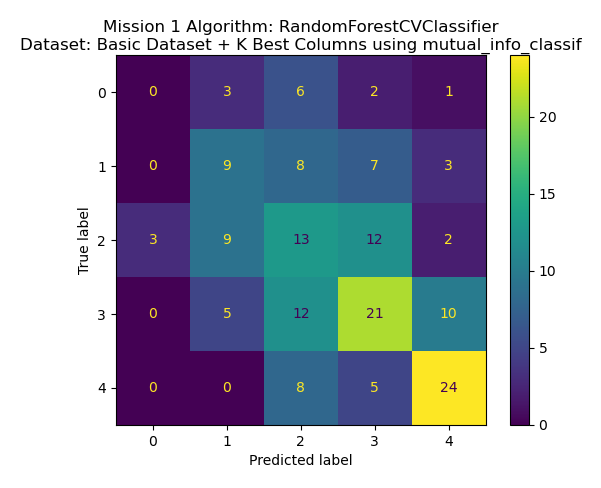 Mission 1 Algorithm: RandomForestCVClassifier
Dataset: Basic Dataset + K Best Columns using mutual_info_classif
0 0 3 6 2 1
1 0 9 8 7 3
2 3 9 13 12 2
3 0 5 12 21 10
4 0 0 8 5 24
0 1 2 3 4
True label
Predicted label
20
15
10
5
0